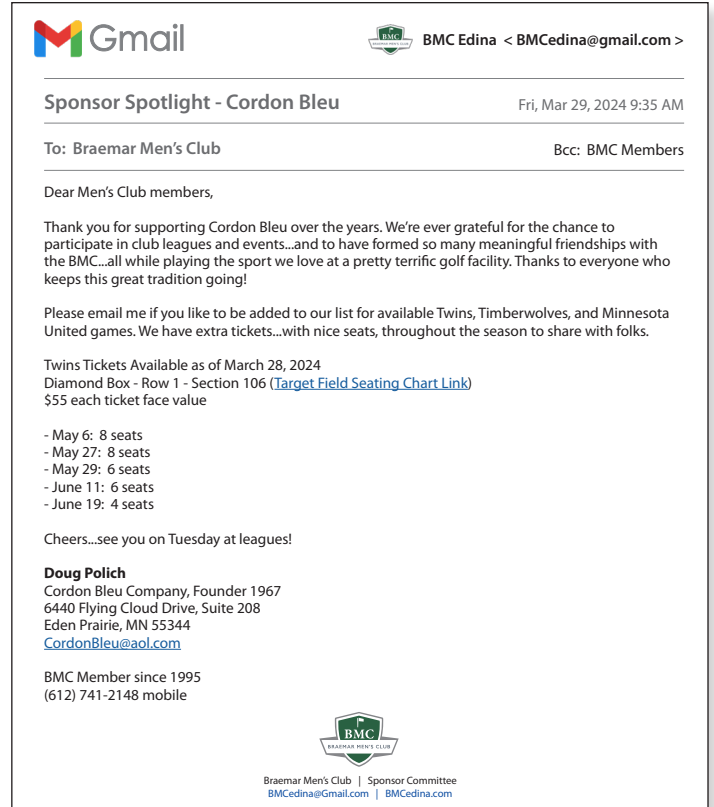 Gmail
BMC
BRAEMAR MEN'S CLUB
BMC Edina < BMCedina@gmail.com >
Sponsor Spotlight - Cordon Bleu
Fri, Mar 29, 2024 9:35 AM
To: Braemar Men's Club
Bcc: BMC Members
Dear Men's Club members,
Thank you for supporting Cordon Bleu over the years. We're ever grateful for the chance to
participate in club leagues and events...and to have formed so many meaningful friendships with
the BMC...all while playing the sport we love at a pretty terrific golf facility. Thanks to everyone who
keeps this great tradition going!
Please email me if you like to be added to our list for available Twins, Timberwolves, and Minnesota
United games. We have extra tickets...with nice seats, throughout the season to share with folks.
Twins Tickets Available as of March 28, 2024
Diamond Box - Row 1 - Section 106 (Target Field Seating Chart Link)
$55 each ticket face value
- May 6: 8 seats
- May 27: 8 seats
- May 29: 6 seats
- June 11: 6 seats
- June 19: 4 seats
Cheers...see you on Tuesday at leagues!
Doug Polich
Cordon Bleu Company, Founder 1967
6440 Flying Cloud Drive, Suite 208
Eden Prairie, MN 55344
CordonBleu@aol.com
BMC Member since 1995
(612) 741-2148 mobile
BMC
BRAEMAR MEN'S CLUB
Braemar Men's Club | Sponsor Committee
BMCedina@Gmail.com | BMCedina.com